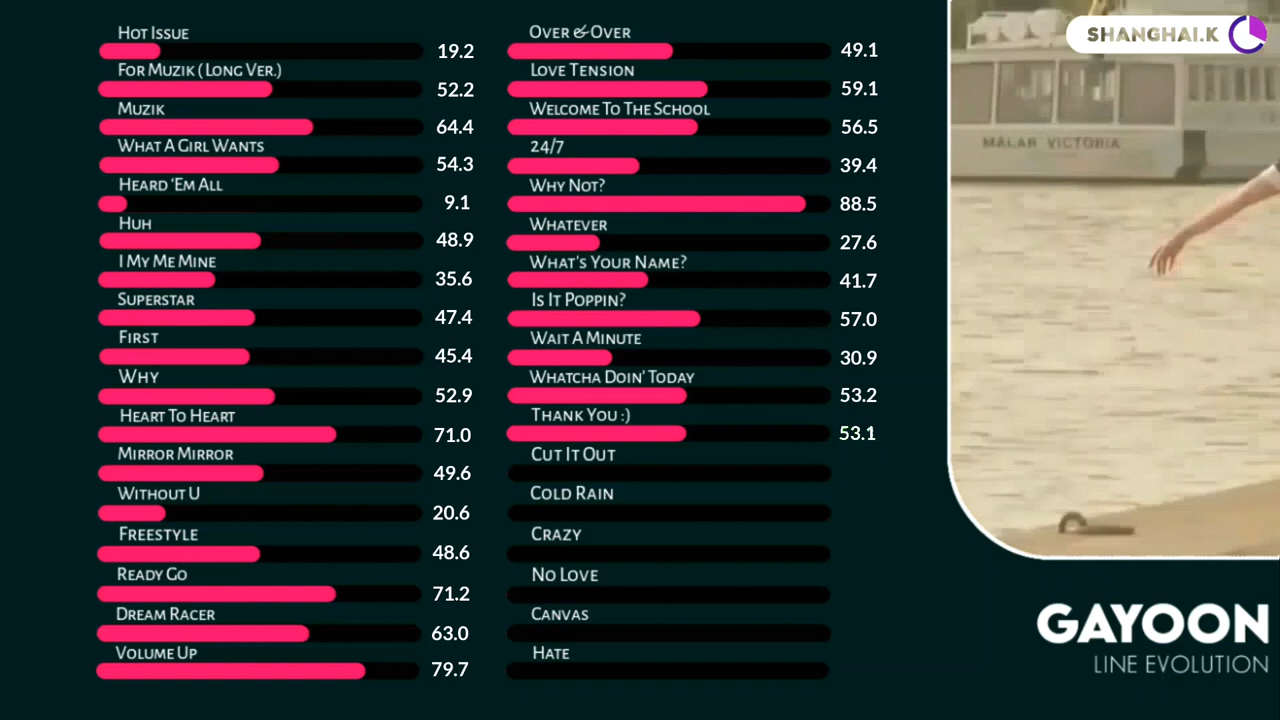 HOT ISSUE
19.2
FOR MUZIK (LONG VER.)
52.2
MUZIK
64.4
WHAT A GIRL WANTS
54.3
HEARD 'EM ALL
9.1
HUH
48.9
I MY ME MINE
35.6
SUPERSTAR
47.4
FIRST
45.4
WHY
52.9
HEART TO HEART
71.0
MIRROR MIRROR
49.6
WITHOUT U
20.6
FREESTYLE
48.6
READY GO
71.2
DREAM RACER
63.0
VOLUME UP
79.7
OVER & OVER
49.1
LOVE TENSION
59.1
WELCOME TO THE SCHOOL
56.5
24/7
39.4
WHY NOT?
88.5
WHATEVER
27.6
WHAT'S YOUR NAME?
41.7
IS IT POPPIN?
57.0
WAIT A MINUTE
30.9
WHATCHA DOIN' TODAY
53.2
THANK YOU :)
53.1
CUT IT OUT
COLD RAIN
CRAZY
NO LOVE
CANVAS
HATE
SHANGHAI.K
MÄLAR VICTORIA
GAYOON
LINE EVOLUTION